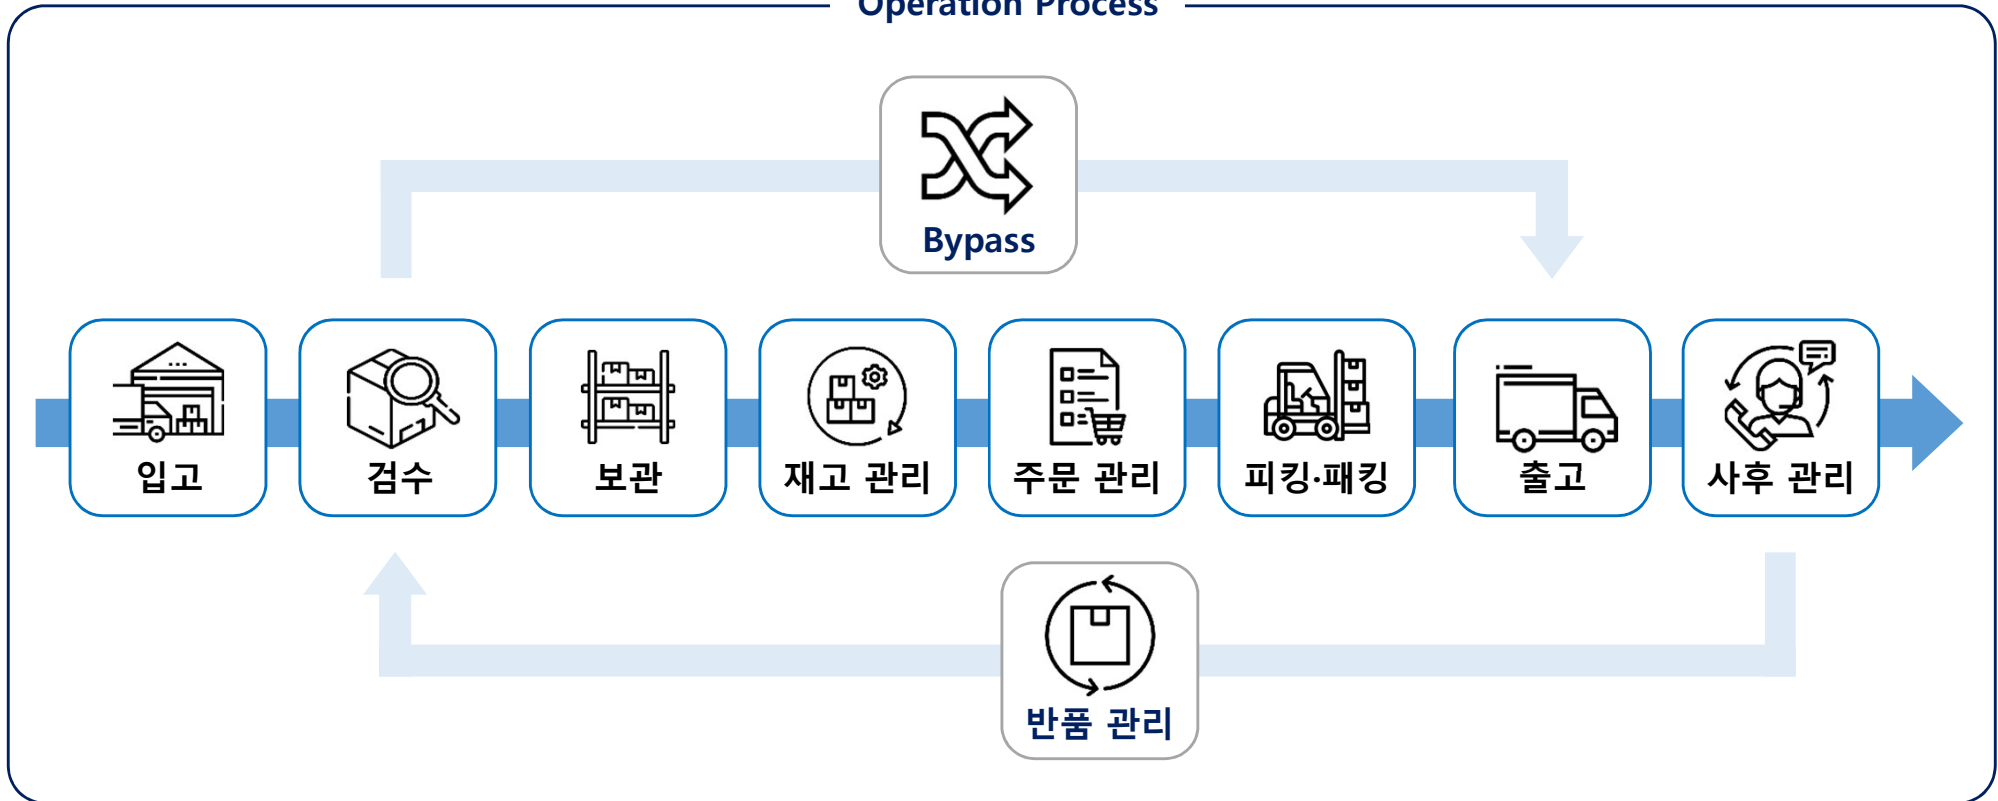 Operation Process
Bypass
입고
검수
보관
재고 관리
주문 관리
피킹·패킹
출고
사후 관리
반품 관리